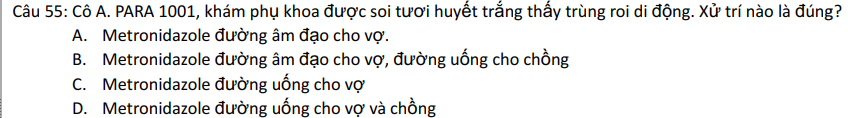 Câu 55: Cô A. PARA 1001, khám phụ khoa được soi tươi huyết trắng thấy trùng roi di động. Xử trí nào là đúng?
A. Metronidazole đường âm đạo cho vợ.
B. Metronidazole đường âm đạo cho vợ, đường uống cho chồng
C. Metronidazole đường uống cho vợ
D. Metronidazole đường uống cho vợ và chồng